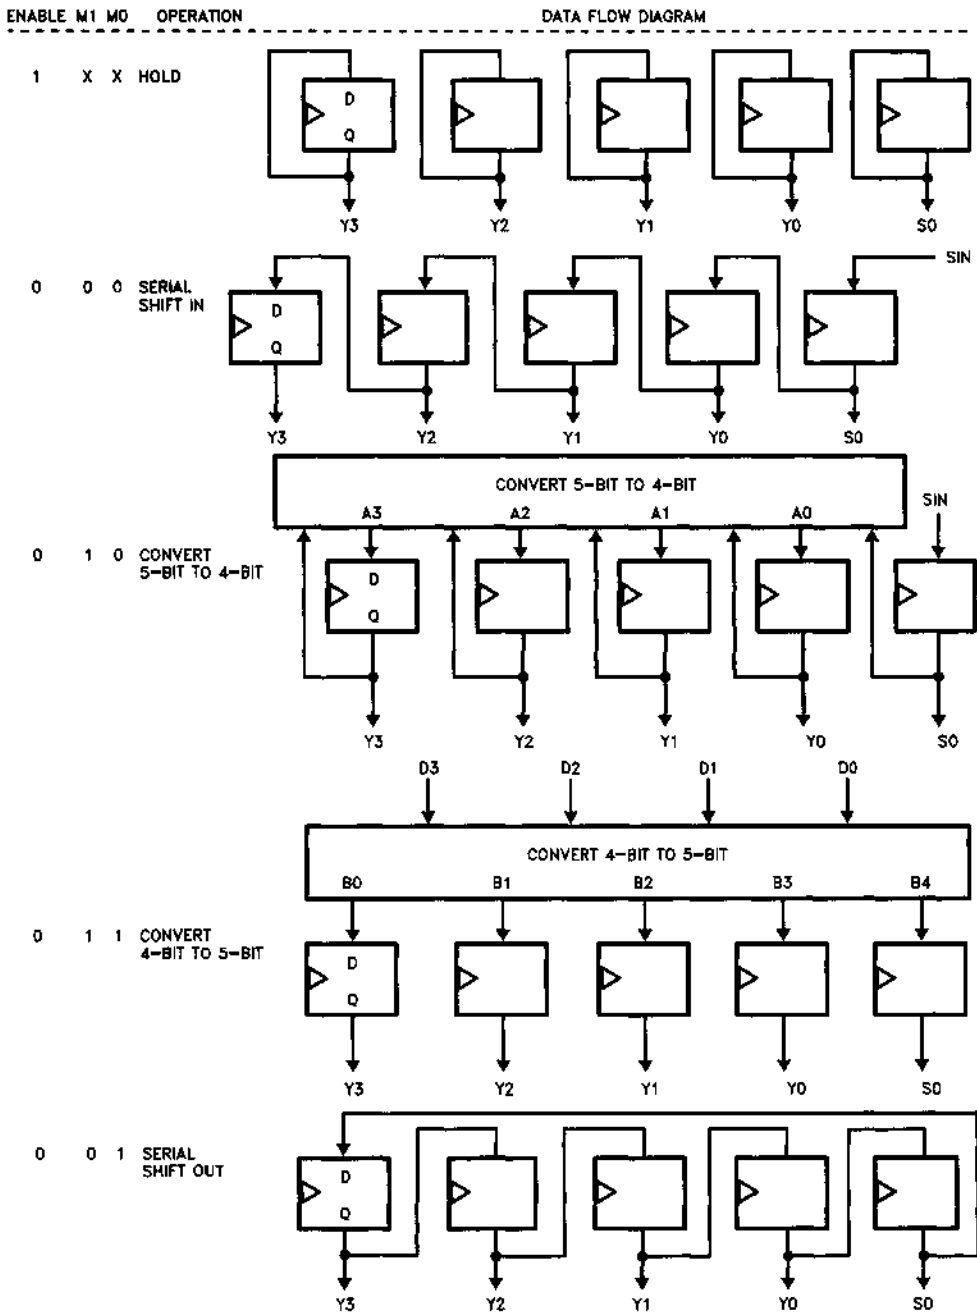 ENABLE M1 M0 OPERATION DATA FLOW DIAGRAM
1 X X HOLD
D
Q
Y3 Y2 Y1 Y0 S0
SIN
0 0 0 SERIAL
SHIFT IN
D
Q
Y3 Y2 Y1 Y0 S0
CONVERT 5-BIT TO 4-BIT
A3 A2 A1 A0 SIN
0 1 0 CONVERT
5-BIT TO 4-BIT
D
Q
Y3 Y2 Y1 Y0 S0
D3 D2 D1 D0
CONVERT 4-BIT TO 5-BIT
B0 B1 B2 B3 B4
0 1 1 CONVERT
4-BIT TO 5-BIT
D
Q
Y3 Y2 Y1 Y0 S0
0 0 1 SERIAL
SHIFT OUT
D
Q
Y3 Y2 Y1 Y0 S0